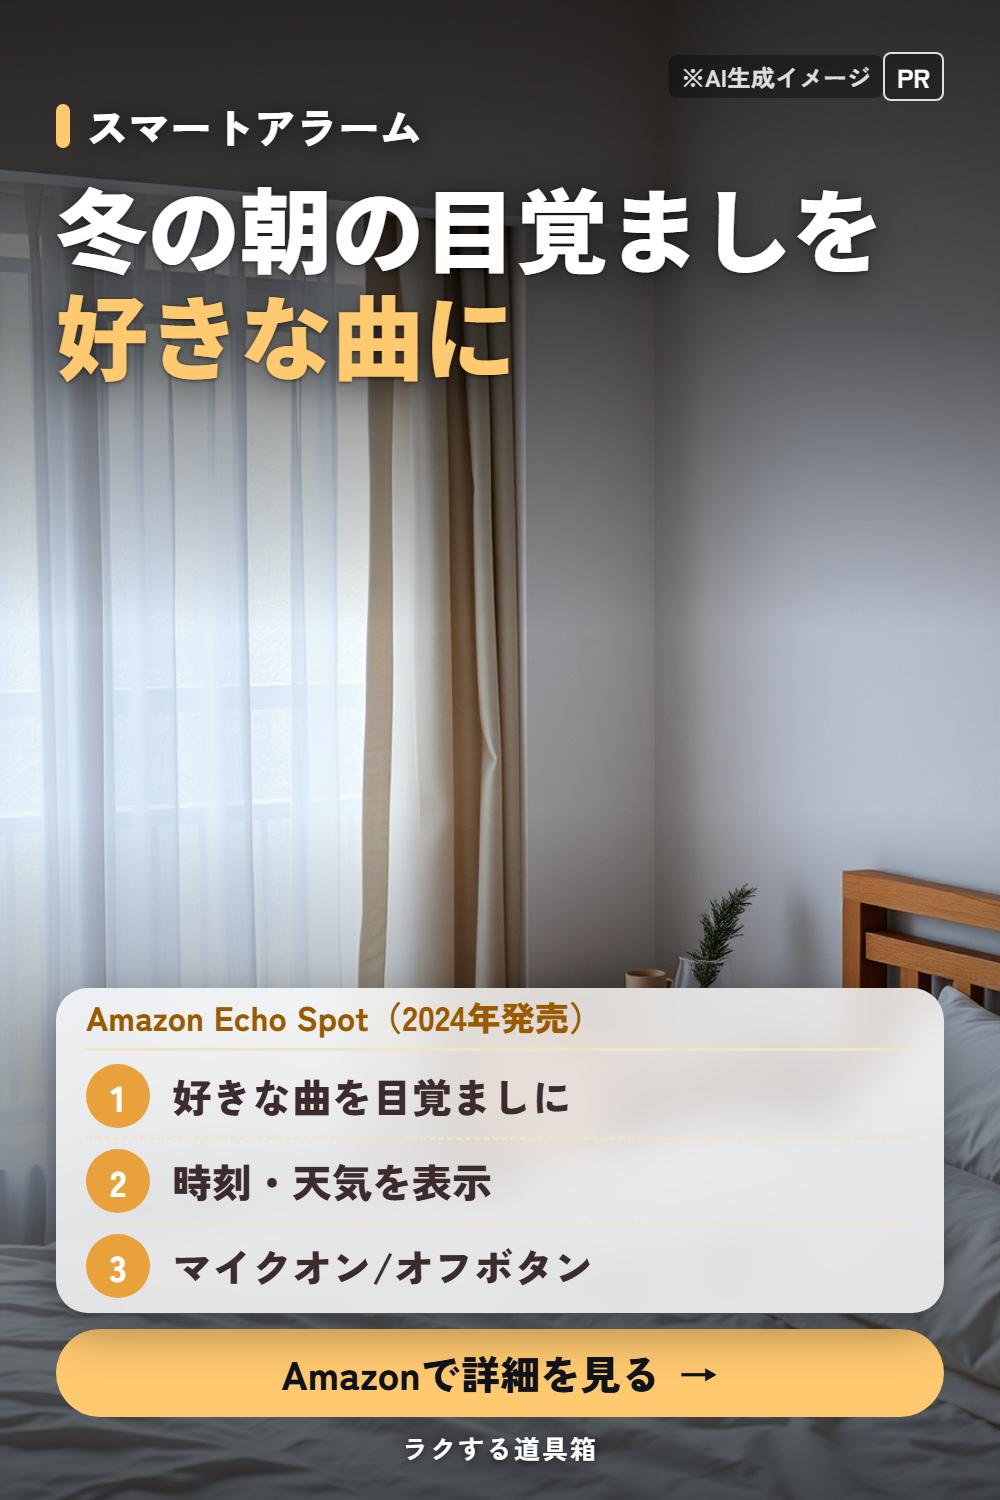 ※AI生成イメージ PR
スマートアラーム
冬の朝の目覚ましを
好きな曲に
Amazon Echo Spot（2024年発売）
1 好きな曲を目覚ましに
2 時刻・天気を表示
3 マイクオン/オフボタン
Amazonで詳細を見る →
ラクする道具箱